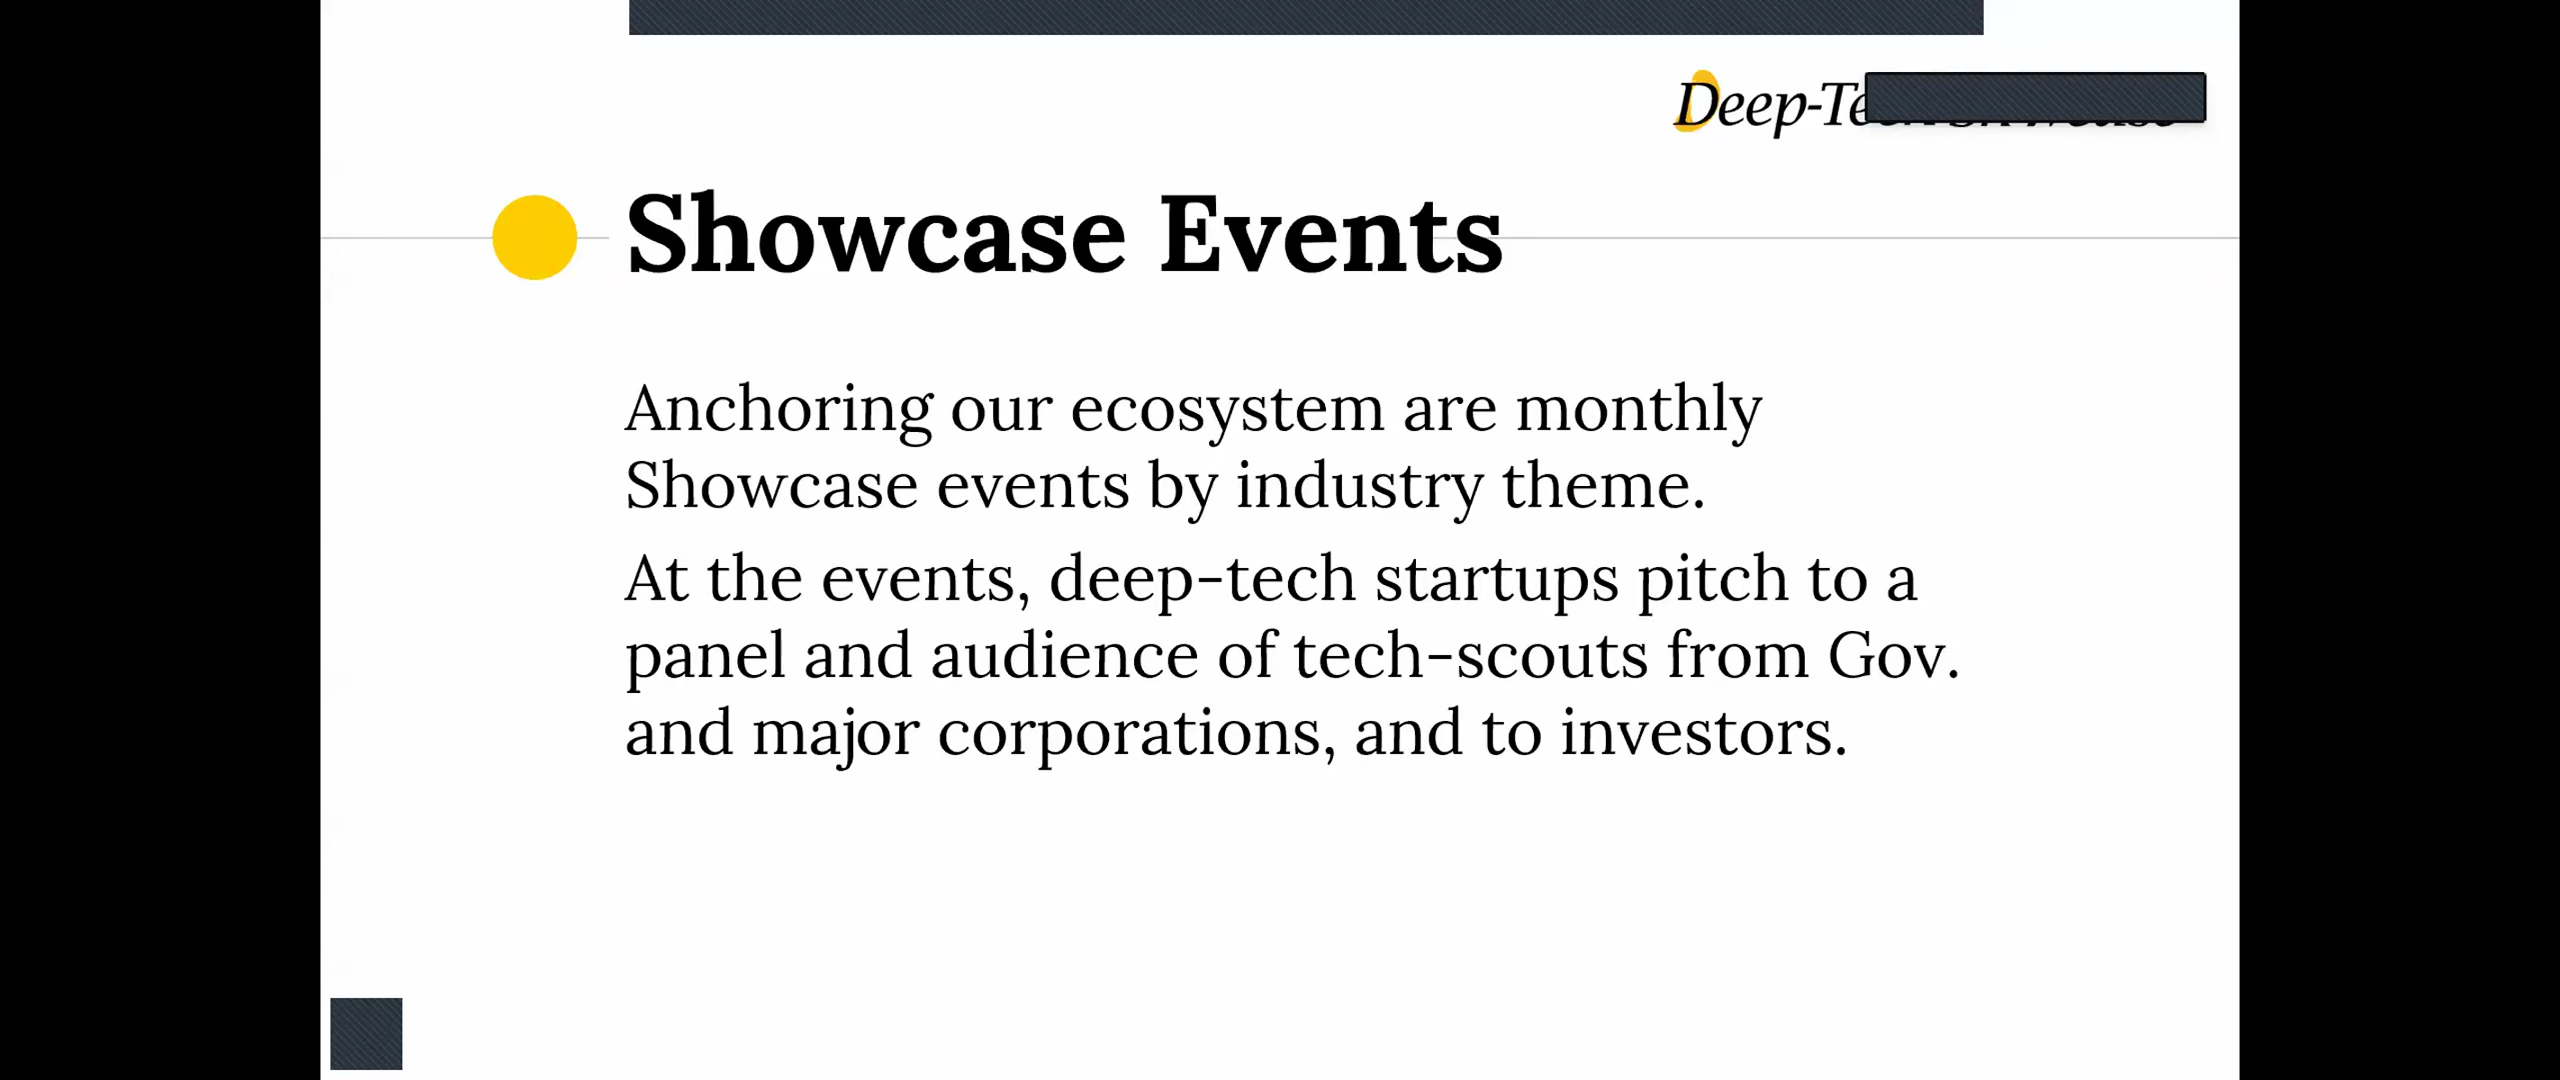 Deep-Te
Showcase Events
Anchoring our ecosystem are monthly
Showcase events by industry theme.
At the events, deep-tech startups pitch to a
panel and audience of tech-scouts from Gov.
and major corporations, and to investors.